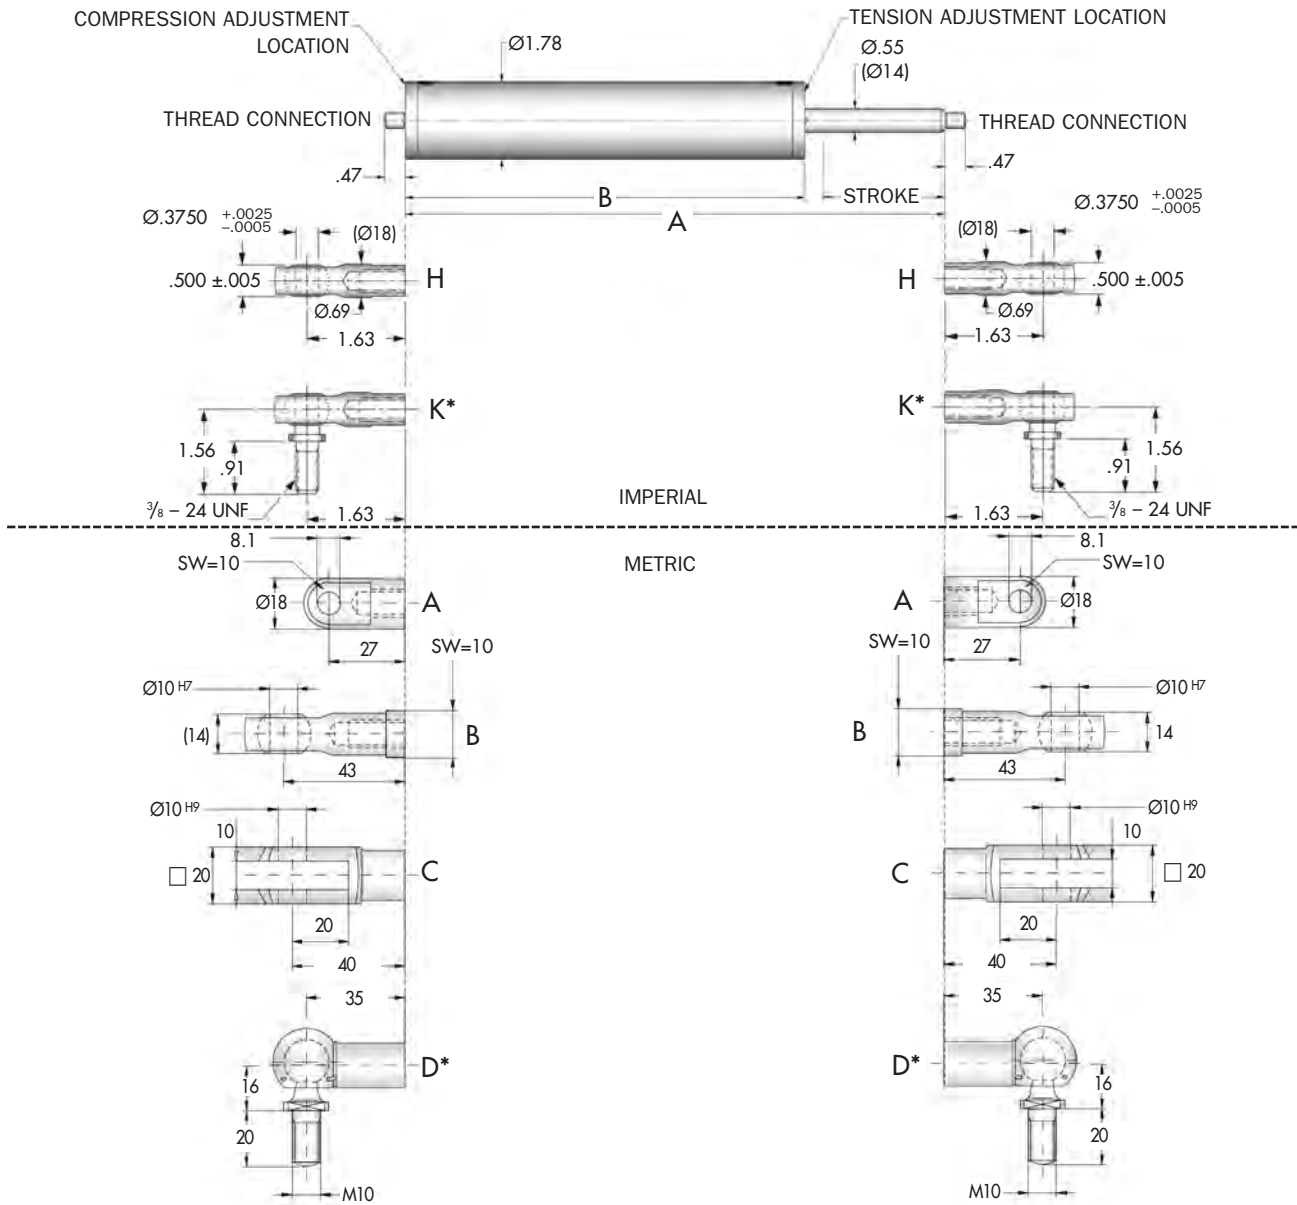 COMPRESSION ADJUSTMENT
LOCATION
TENSION ADJUSTMENT LOCATION
Ø1.78
Ø.55
(Ø14)
THREAD CONNECTION
THREAD CONNECTION
.47
.47
B
STROKE
A
Ø.3750 +.0025 –.0005
Ø.3750 +.0025 –.0005
(Ø18)
(Ø18)
.500 ±.005
H
H
.500 ±.005
Ø.69
Ø.69
1.63
1.63
K*
K*
1.56
.91
1.56
.91
3/8 – 24 UNF
1.63
IMPERIAL
1.63
3/8 – 24 UNF
8.1
SW=10
METRIC
8.1
SW=10
Ø18
A
A
Ø18
27
27
SW=10
SW=10
Ø10 H7
Ø10 H7
(14)
B
B
14
43
43
Ø10 H9
Ø10 H9
10
10
□ 20
C
C
□ 20
20
20
40
40
35
35
D*
D*
16
16
20
20
M10
M10